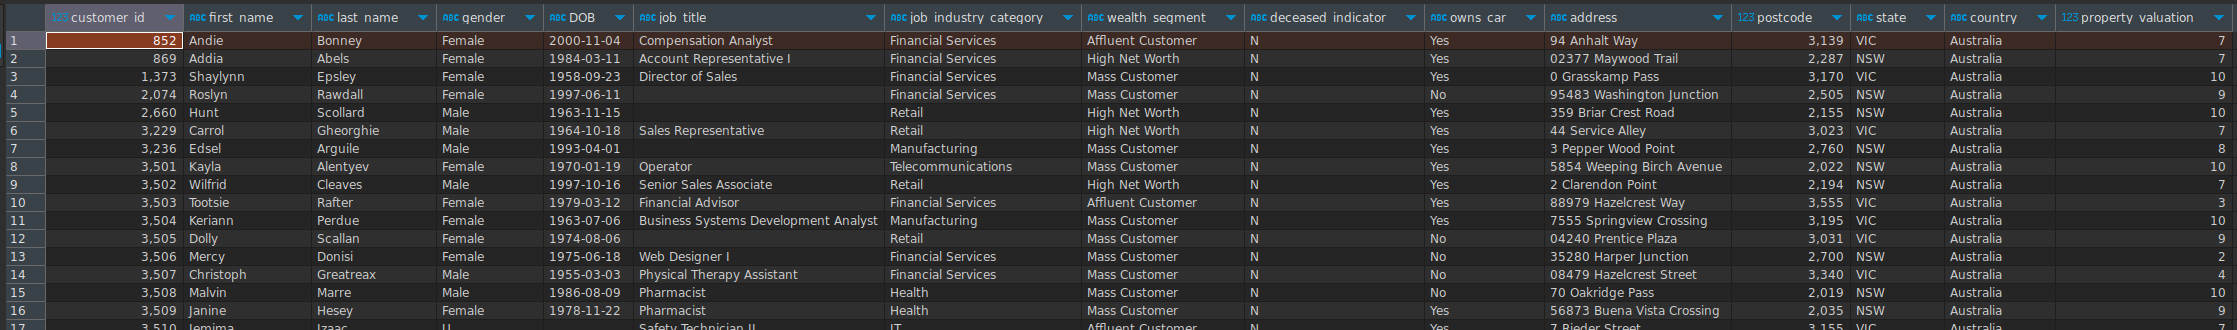 123 customer_id ABC first_name ABC last_name ABC gender ABC DOB ABC job_title ABC job_industry_category ABC wealth_segment ABC deceased_indicator ABC owns_car ABC address 123 postcode ABC state ABC country 123 property_valuation
1 852 Andie Bonney Female 2000-11-04 Compensation Analyst Financial Services Affluent Customer N Yes 94 Anhalt Way 3,139 VIC Australia 7
2 869 Addia Abels Female 1984-03-11 Account Representative I Financial Services High Net Worth N Yes 02377 Maywood Trail 2,287 NSW Australia 7
3 1,373 Shaylynn Epsley Female 1958-09-23 Director of Sales Financial Services Mass Customer N Yes 0 Grasskamp Pass 3,170 VIC Australia 10
4 2,074 Roslyn Rawdall Female 1997-06-11 Financial Services Mass Customer N No 95483 Washington Junction 2,505 NSW Australia 9
5 2,660 Hunt Scollard Male 1963-11-15 Retail High Net Worth N Yes 359 Briar Crest Road 2,155 NSW Australia 10
6 3,229 Carrol Gheorghie Male 1964-10-18 Sales Representative Retail High Net Worth N Yes 44 Service Alley 3,023 VIC Australia 7
7 3,236 Edsel Arguile Male 1993-04-01 Manufacturing Mass Customer N Yes 3 Pepper Wood Point 2,760 NSW Australia 8
8 3,501 Kayla Alentyev Female 1970-01-19 Operator Telecommunications Mass Customer N Yes 5854 Weeping Birch Avenue 2,022 NSW Australia 10
9 3,502 Wilfrid Cleaves Male 1997-10-16 Senior Sales Associate Retail High Net Worth N Yes 2 Clarendon Point 2,194 NSW Australia 7
10 3,503 Tootsie Rafter Female 1979-03-12 Financial Advisor Financial Services Affluent Customer N Yes 88979 Hazelcrest Way 3,555 VIC Australia 3
11 3,504 Keriann Perdue Female 1963-07-06 Business Systems Development Analyst Manufacturing Mass Customer N Yes 7555 Springview Crossing 3,195 VIC Australia 10
12 3,505 Dolly Scallan Female 1974-08-06 Retail Mass Customer N No 04240 Prentice Plaza 3,031 VIC Australia 9
13 3,506 Mercy Donisi Female 1975-06-18 Web Designer I Financial Services Mass Customer N No 35280 Harper Junction 2,700 NSW Australia 2
14 3,507 Christoph Greatreax Male 1955-03-03 Physical Therapy Assistant Financial Services Mass Customer N No 08479 Hazelcrest Street 3,340 VIC Australia 4
15 3,508 Malvin Marre Male 1986-08-09 Pharmacist Health Mass Customer N No 70 Oakridge Pass 2,019 NSW Australia 10
16 3,509 Janine Hesey Female 1978-11-22 Pharmacist Health Mass Customer N Yes 56873 Buena Vista Crossing 2,035 NSW Australia 9
17 3,510 Jemima Izaac U Safety Technician II IT Affluent Customer N Yes 7 Rieder Street 3,155 VIC Australia 7